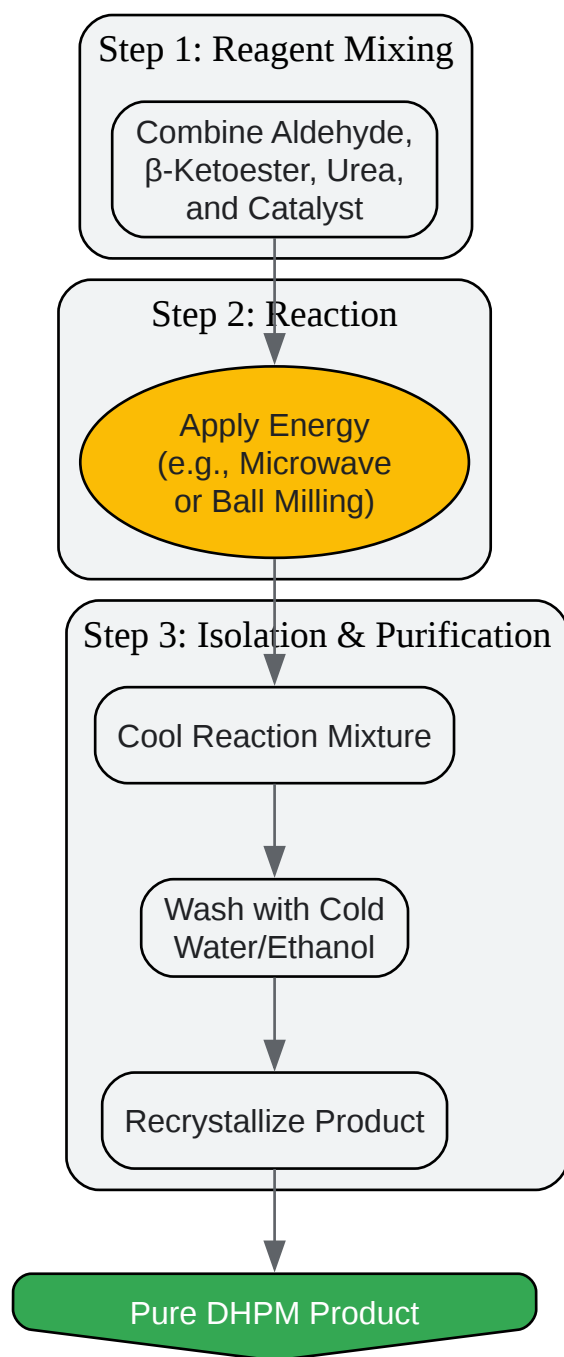 Step 1: Reagent Mixing
Combine Aldehyde,
β-Ketoester, Urea,
and Catalyst
Step 2: Reaction
Apply Energy
(e.g., Microwave
or Ball Milling)
Step 3: Isolation & Purification
Cool Reaction Mixture
Wash with Cold
Water/Ethanol
Recrystallize Product
Pure DHPM Product